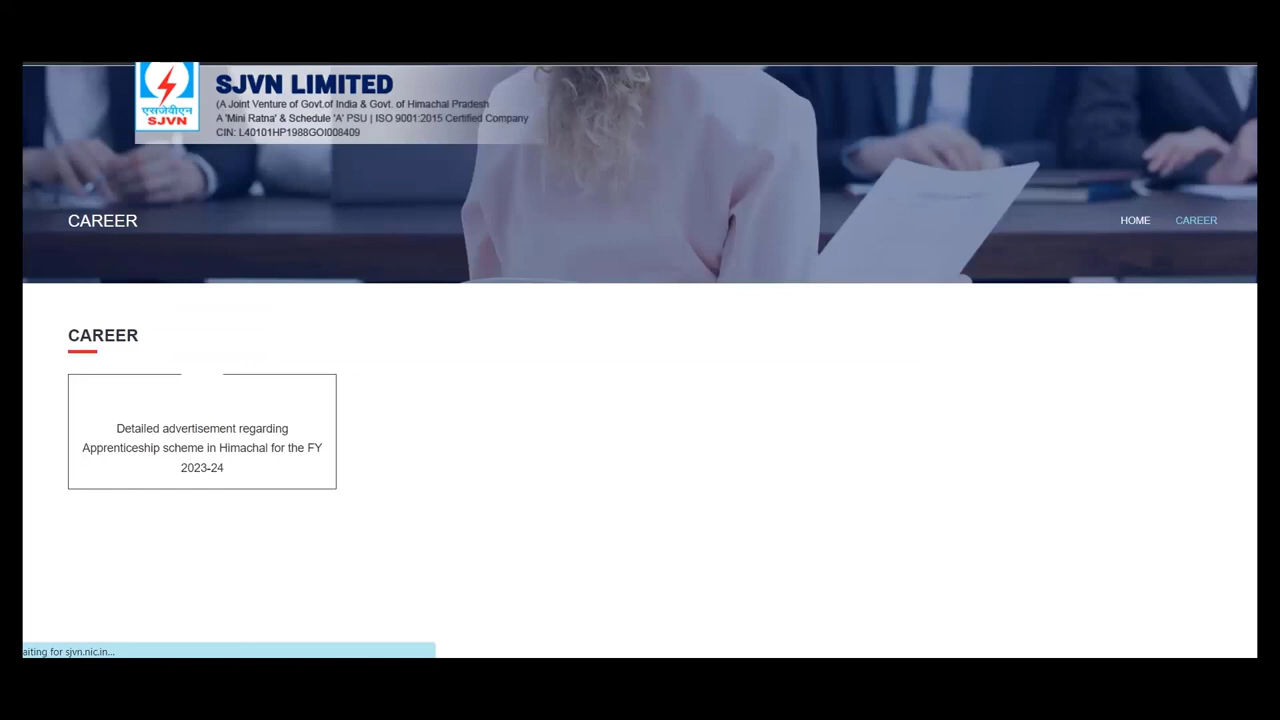 SJVN LIMITED
(A Joint Venture of Govt.of India & Govt. of Himachal Pradesh
A 'Mini Ratna' & Schedule 'A' PSU | ISO 9001:2015 Certified Company
CIN: L40101HP1988GOI008409
एसजेवीएन
SJVN
CAREER
HOME
CAREER
CAREER
Detailed advertisement regarding
Apprenticeship scheme in Himachal for the FY
2023-24
aiting for sjvn.nic.in...